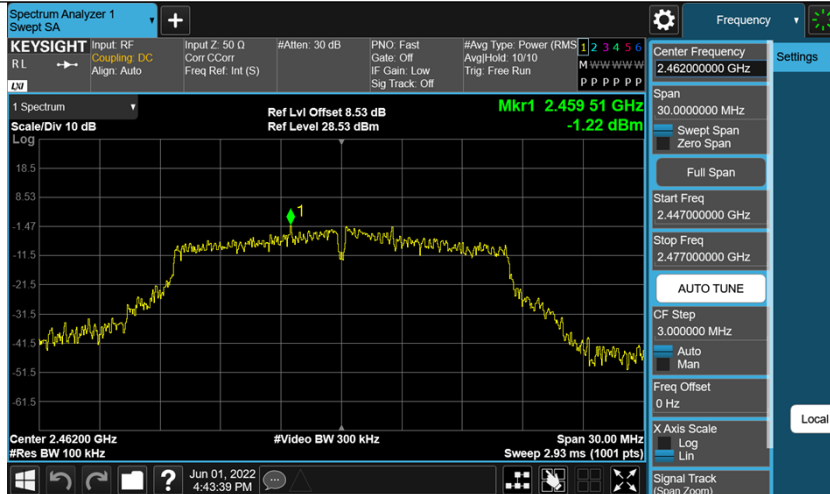 Spectrum Analyzer 1
Swept SA
+
Frequency
KEYSIGHT
RL
LXI
Input: RF
Coupling: DC
Align: Auto
Input Z: 50 Ω
Corr CCorr
Freq Ref: Int (S)
#Atten: 30 dB
PNO: Fast
Gate: Off
IF Gain: Low
Sig Track: Off
#Avg Type: Power (RMS
Avg|Hold: 10/10
Trig: Free Run
1 2 3 4 5 6
M W W W W W
P P P P P P
Center Frequency
2.462000000 GHz
Settings
Span
30.0000000 MHz
Swept Span
Zero Span
Full Span
Start Freq
2.447000000 GHz
Stop Freq
2.477000000 GHz
AUTO TUNE
CF Step
3.000000 MHz
Auto
Man
Freq Offset
0 Hz
X Axis Scale
Log
Lin
Signal Track
(Span Zoom)
Local
1 Spectrum
Scale/Div 10 dB
Log
Ref Lvl Offset 8.53 dB
Ref Level 28.53 dBm
Mkr1 2.459 51 GHz
-1.22 dBm
18.5
8.53
-1.47
-11.5
-21.5
-31.5
-41.5
-51.5
-61.5
1
Center 2.46200 GHz
#Res BW 100 kHz
#Video BW 300 kHz
Span 30.00 MHz
Sweep 2.93 ms (1001 pts)
?
Jun 01, 2022
4:43:39 PM